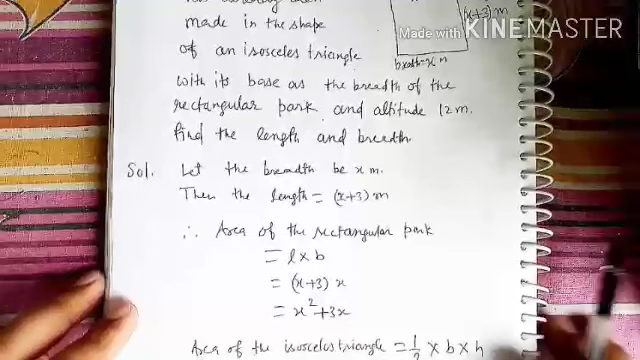 made in the shape
(x+3) m
Made with KINEMASTER
of an isosceles triangle
breadth = x m
with its base as the breadth of the
rectangular park and altitude 12 m.
Find the length and breadth
Sol. Let the breadth be x m.
Then the length = (x+3) m
∴ Area of the rectangular park
= l × b
= (x+3) x
= x² + 3x
Area of the isosceles triangle = 1/2 × b × h